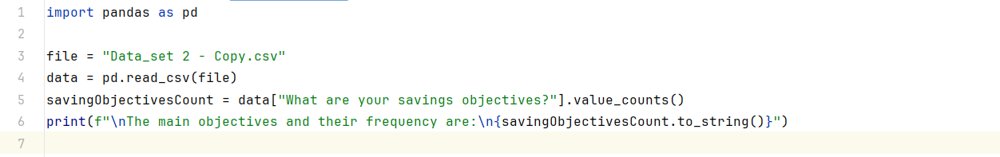 1 import pandas as pd
2
3 file = "Data_set 2 - Copy.csv"
4 data = pd.read_csv(file)
5 savingObjectivesCount = data["What are your savings objectives?"].value_counts()
6 print(f"\nThe main objectives and their frequency are:\n{savingObjectivesCount.to_string()}")
7